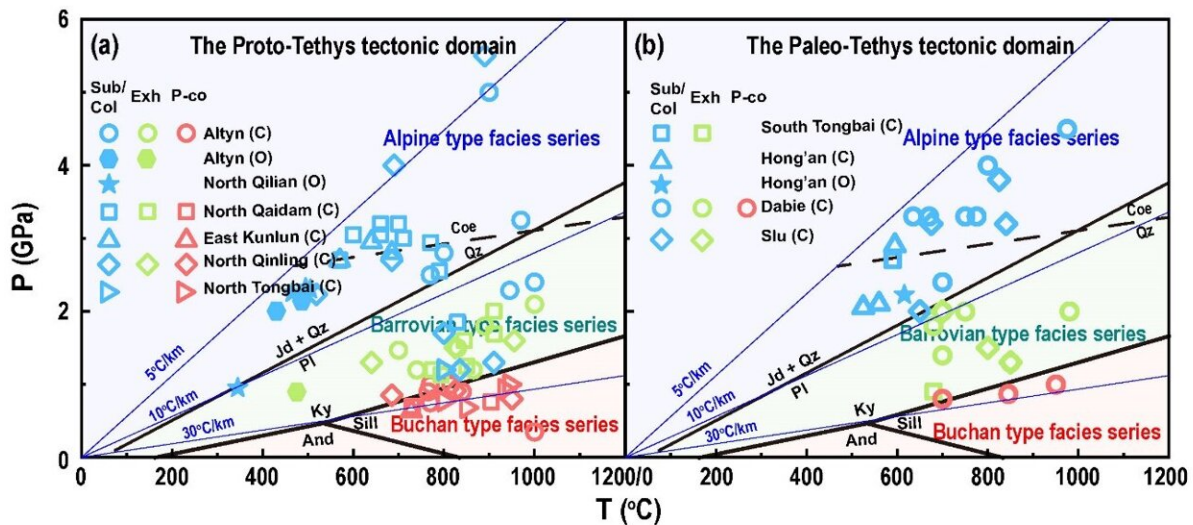 (a) The Proto-Tethys tectonic domain
Sub/
Col Exh P-co
Altyn (C)
Altyn (O)
North Qilian (O)
North Qaidam (C)
East Kunlun (C)
North Qinling (C)
North Tongbai (C)
Alpine type facies series
Coe
Qz
Barrovian type facies series
Jd + Qz
Pl
5°C/km
10°C/km
30°C/km
Ky
Sill
And
Buchan type facies series
(b) The Paleo-Tethys tectonic domain
Sub/
Col Exh P-co
South Tongbai (C)
Hong'an (C)
Hong'an (O)
Dabie (C)
Slu (C)
Alpine type facies series
Coe
Qz
Barrovian type facies series
Jd + Qz
Pl
5°C/km
10°C/km
30°C/km
Ky
Sill
And
Buchan type facies series
6
4
2
0
P (GPa)
0 200 400 600 800 1000 1200/0 200 400 600 800 1000 1200
T (°C)